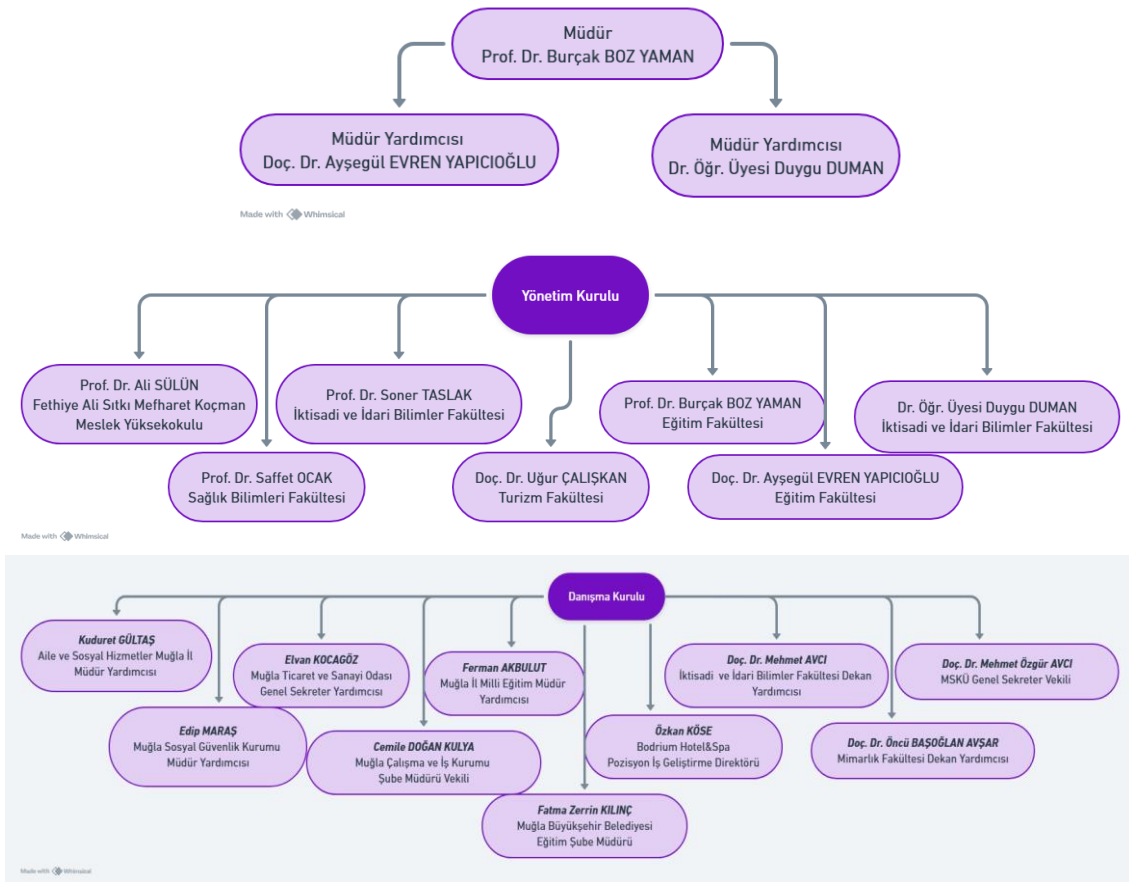 Müdür
Prof. Dr. Burçak BOZ YAMAN
Müdür Yardımcısı
Doç. Dr. Ayşegül EVREN YAPICIOĞLU
Müdür Yardımcısı
Dr. Öğr. Üyesi Duygu DUMAN
Made with Whimsical
Yönetim Kurulu
Prof. Dr. Ali SÜLÜN
Fethiye Ali Sıtkı Mefharet Koçman
Meslek Yüksekokulu
Prof. Dr. Soner TASLAK
İktisadi ve İdari Bilimler Fakültesi
Prof. Dr. Burçak BOZ YAMAN
Eğitim Fakültesi
Dr. Öğr. Üyesi Duygu DUMAN
İktisadi ve İdari Bilimler Fakültesi
Prof. Dr. Saffet OCAK
Sağlık Bilimleri Fakültesi
Doç. Dr. Uğur ÇALIŞKAN
Turizm Fakültesi
Doç. Dr. Ayşegül EVREN YAPICIOĞLU
Eğitim Fakültesi
Made with Whimsical
Danışma Kurulu
Kuduret GÜLTAŞ
Aile ve Sosyal Hizmetler Muğla İl
Müdür Yardımcısı
Elvan KOCAGÖZ
Muğla Ticaret ve Sanayi Odası
Genel Sekreter Yardımcısı
Ferman AKBULUT
Muğla İl Milli Eğitim Müdür
Yardımcısı
Doç. Dr. Mehmet AVCI
İktisadi ve İdari Bilimler Fakültesi Dekan
Yardımcısı
Doç. Dr. Mehmet Özgür AVCI
MSKÜ Genel Sekreter Vekili
Edip MARAŞ
Muğla Sosyal Güvenlik Kurumu
Müdür Yardımcısı
Cemile DOĞAN KULYA
Muğla Çalışma ve İş Kurumu
Şube Müdürü Vekili
Özkan KÖSE
Bodrium Hotel&Spa
Pozisyon İş Geliştirme Direktörü
Doç. Dr. Öncü BAŞOĞLAN AVŞAR
Mimarlık Fakültesi Dekan Yardımcısı
Fatma Zerrin KILINÇ
Muğla Büyükşehir Belediyesi
Eğitim Şube Müdürü
Made with Whimsical